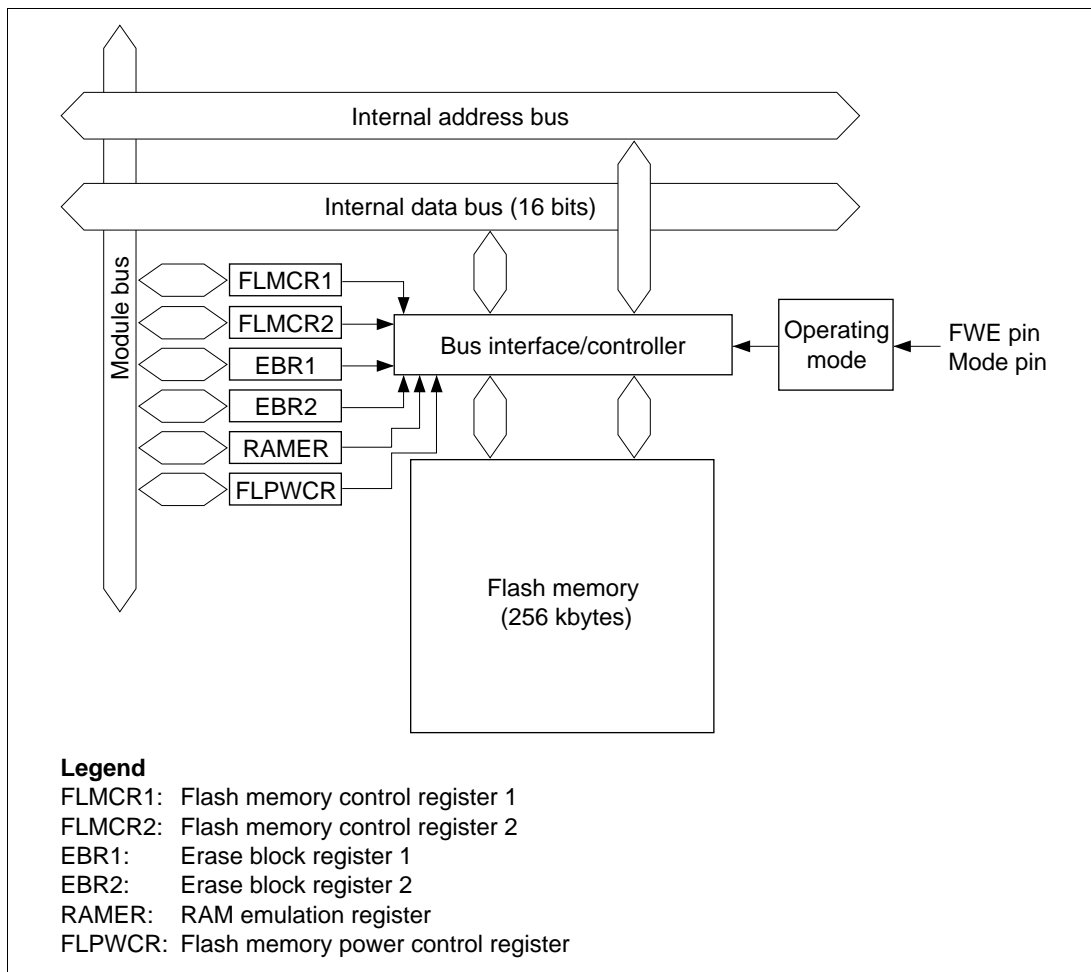 Internal address bus
Internal data bus (16 bits)
Module bus
FLMCR1
FLMCR2
EBR1
EBR2
RAMER
FLPWCR
Bus interface/controller
Operating
mode
FWE pin
Mode pin
Flash memory
(256 kbytes)
Legend
FLMCR1: Flash memory control register 1
FLMCR2: Flash memory control register 2
EBR1: Erase block register 1
EBR2: Erase block register 2
RAMER: RAM emulation register
FLPWCR: Flash memory power control register